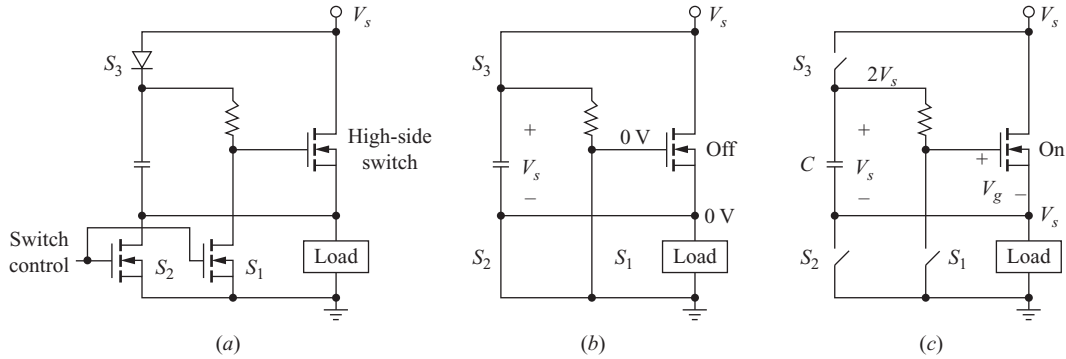 V_s
S_3
High-side
switch
Switch
control
S_2
S_1
Load
(a)
V_s
S_3
+
V_s
–
0 V
Off
0 V
S_2
S_1
Load
(b)
V_s
S_3
2V_s
+
C
V_s
–
+
V_g
–
On
V_s
S_2
S_1
Load
(c)